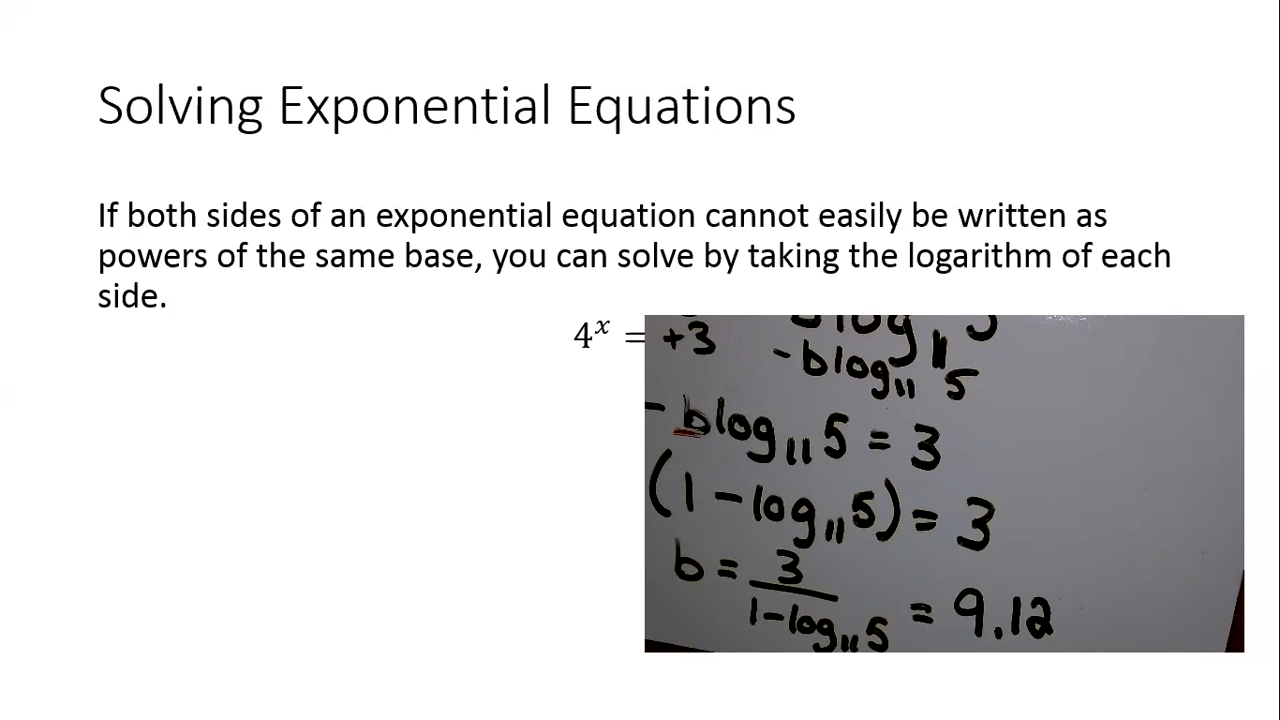 Solving Exponential Equations
If both sides of an exponential equation cannot easily be written as
powers of the same base, you can solve by taking the logarithm of each
side.
4ˣ =
+3
- blog₁₁ 5
- blog₁₁ 5 = 3
(1 - log₁₁ 5) = 3
b = 3 / (1 - log₁₁ 5) = 9.12